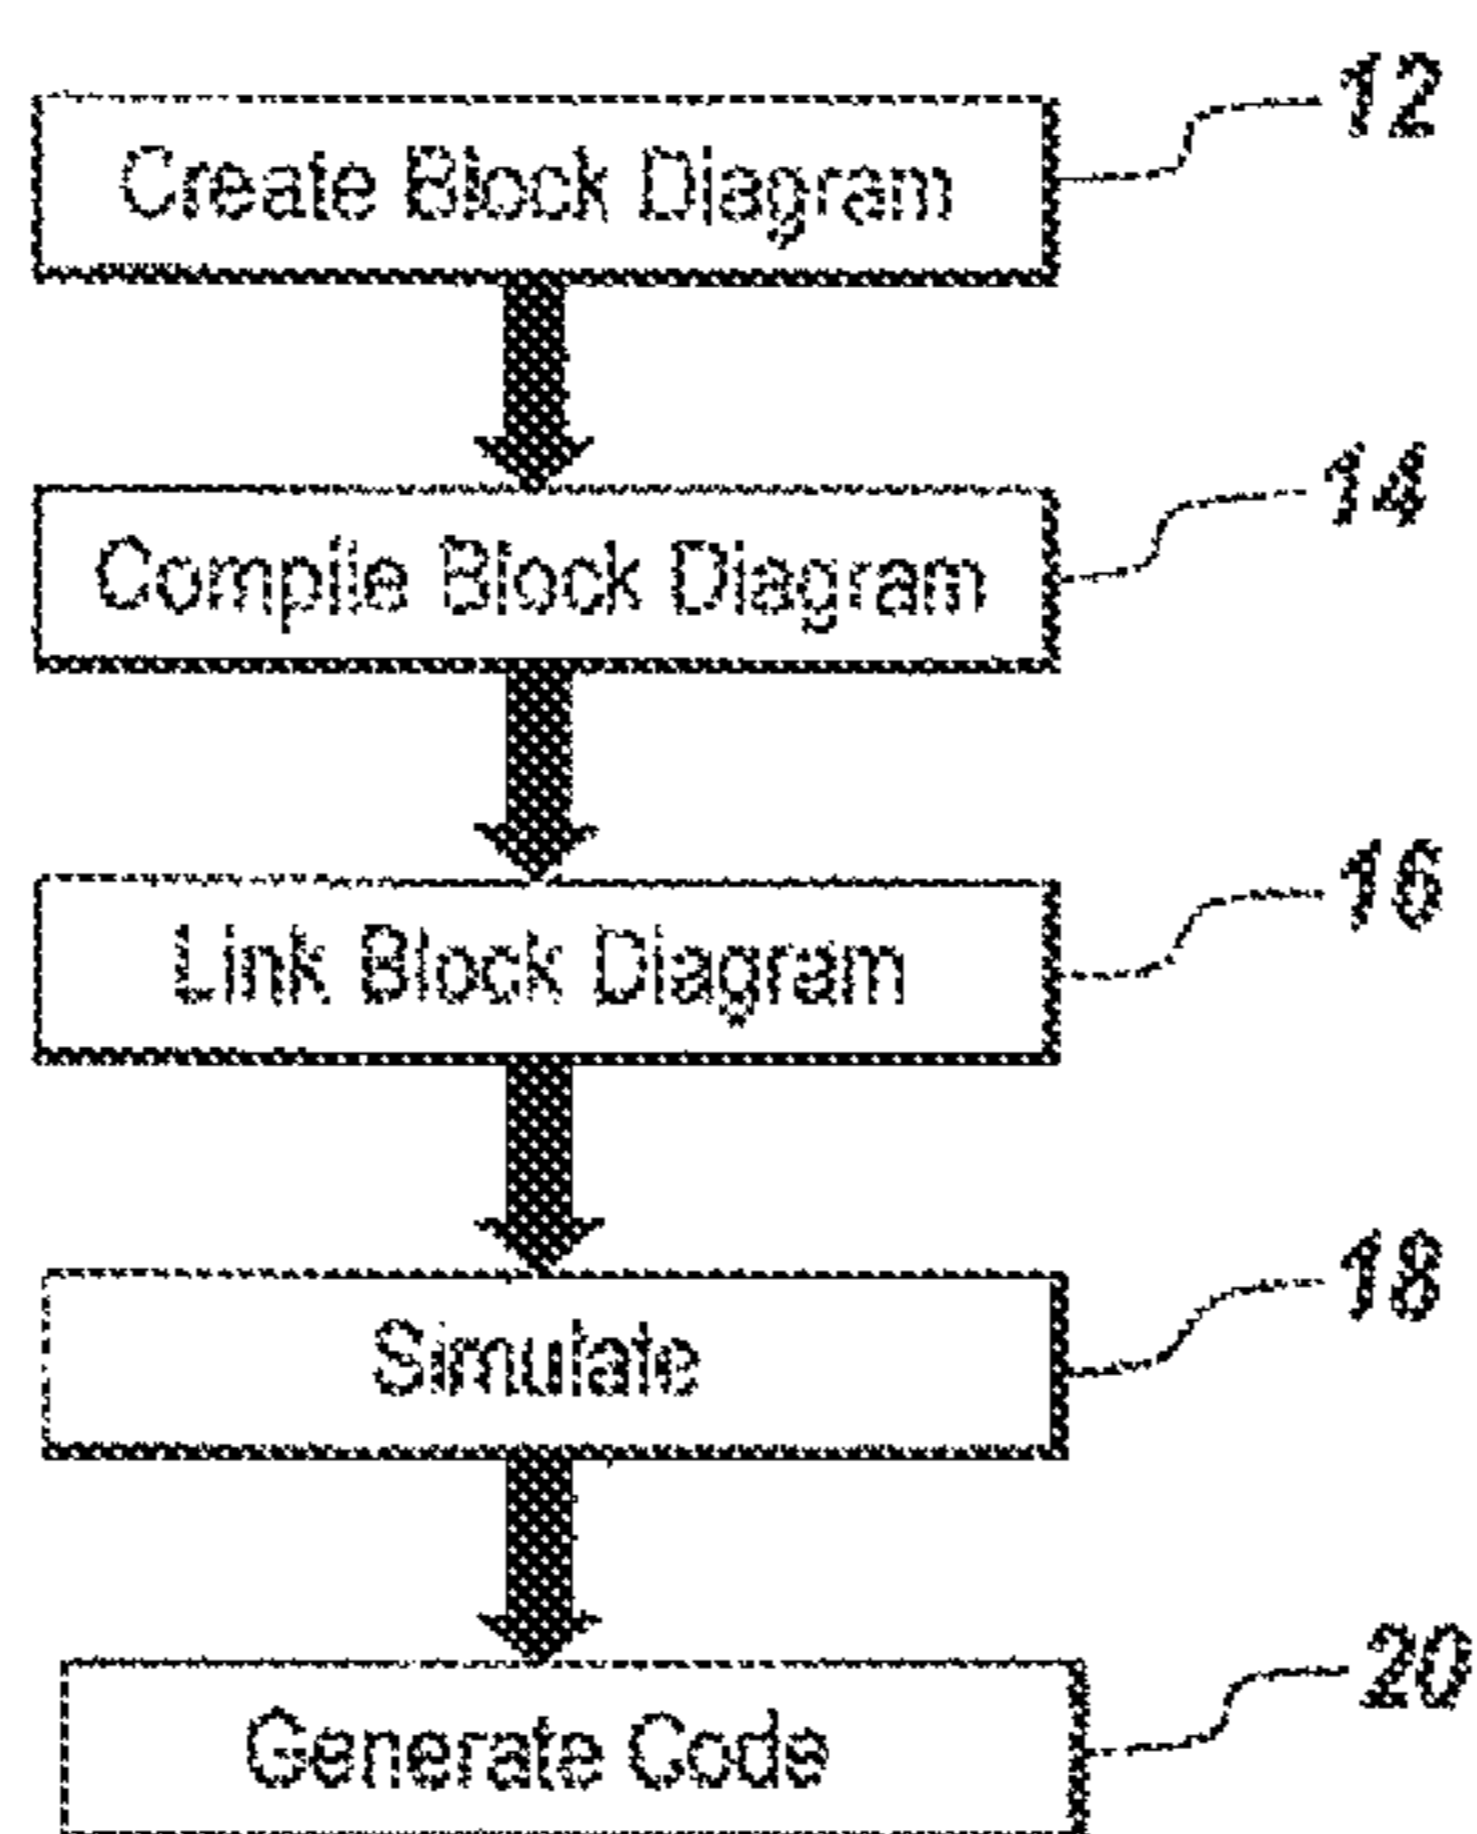 12
Create Block Diagram
14
Compile Block Diagram
16
Link Block Diagram
18
Simulate
20
Generate Code